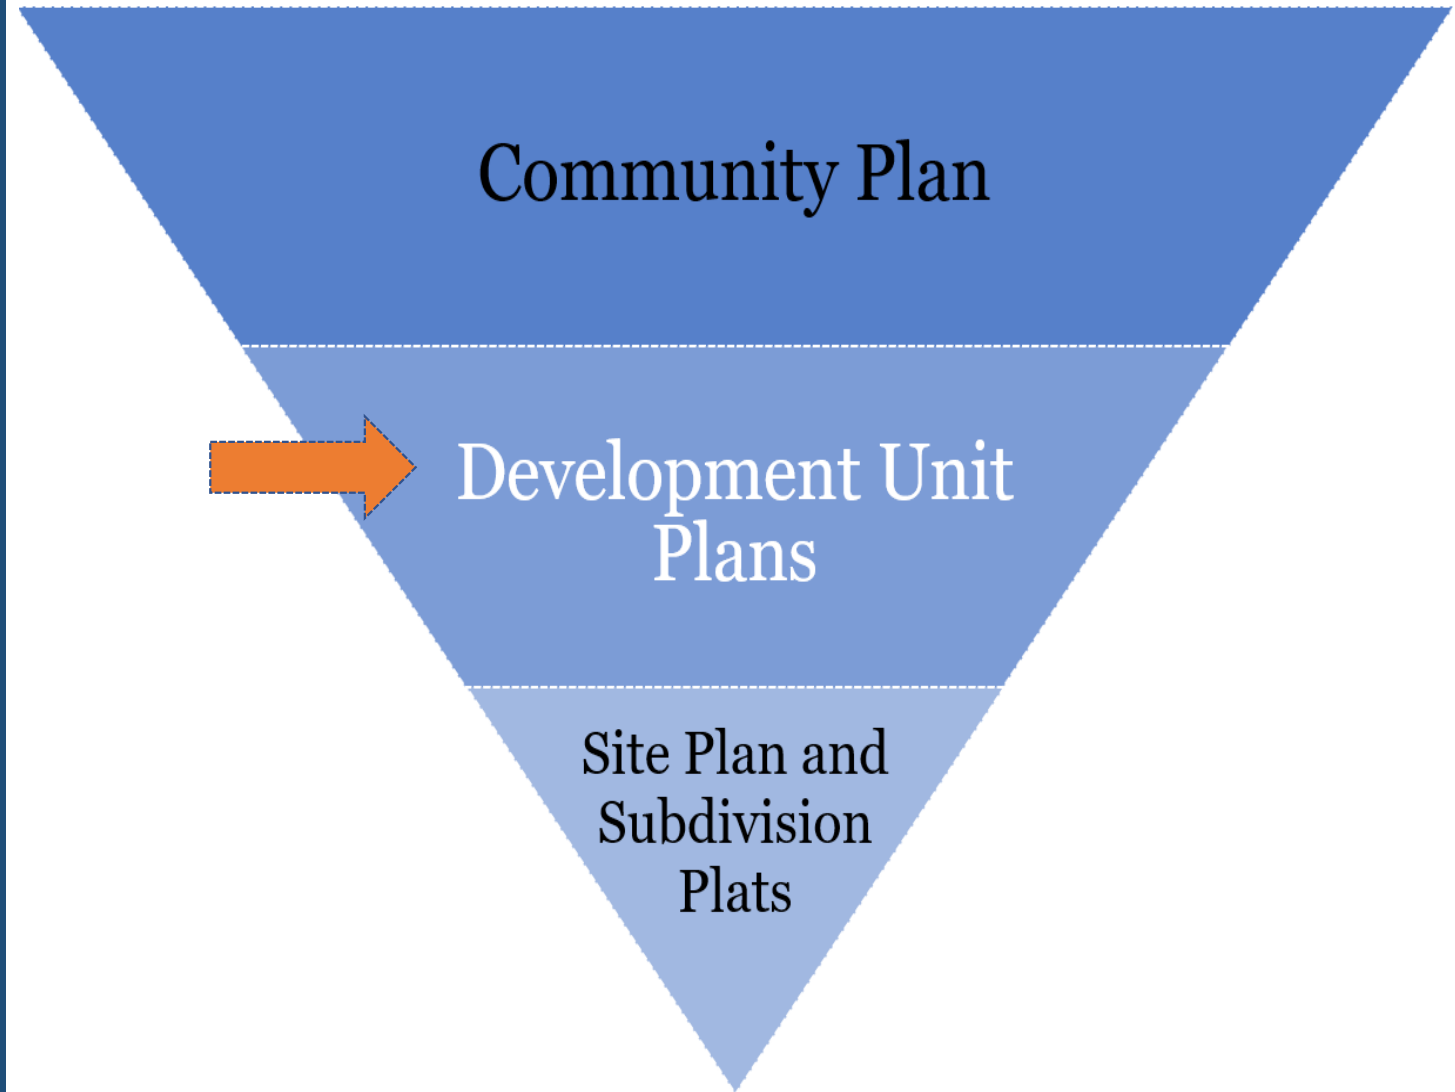 Community Plan
Development Unit
Plans
Site Plan and
Subdivision
Plats